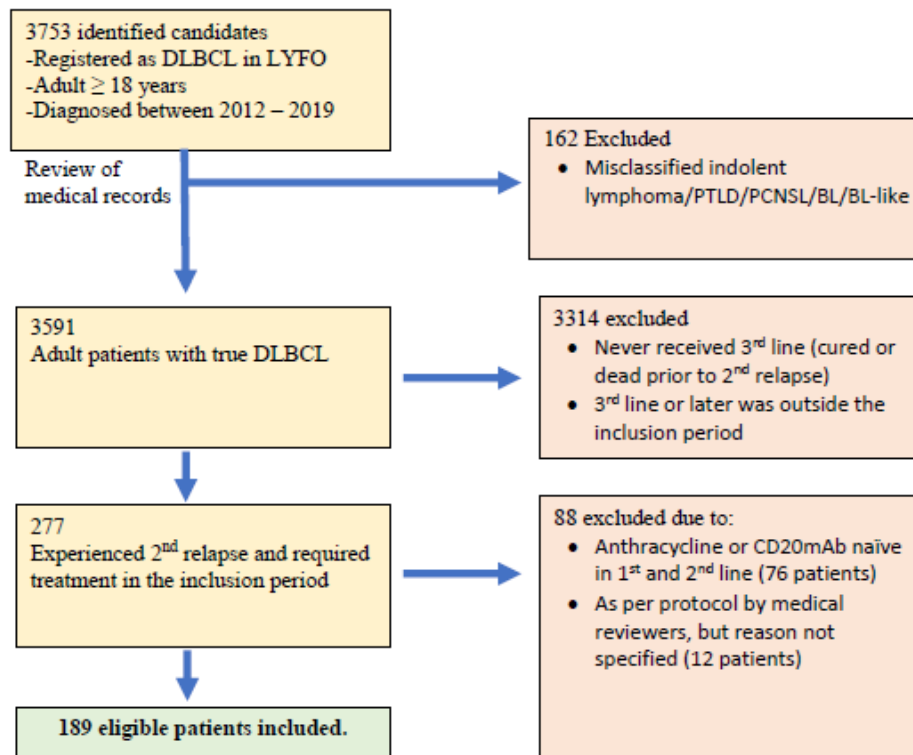 3753 identified candidates
-Registered as DLBCL in LYFO
-Adult ≥ 18 years
-Diagnosed between 2012 – 2019
Review of
medical records
162 Excluded
• Misclassified indolent
lymphoma/PTLD/PCNSL/BL/BL-like
3591
Adult patients with true DLBCL
3314 excluded
• Never received 3rd line (cured or
dead prior to 2nd relapse)
• 3rd line or later was outside the
inclusion period
277
Experienced 2nd relapse and required
treatment in the inclusion period
88 excluded due to:
• Anthracycline or CD20mAb naïve
in 1st and 2nd line (76 patients)
• As per protocol by medical
reviewers, but reason not
specified (12 patients)
189 eligible patients included.